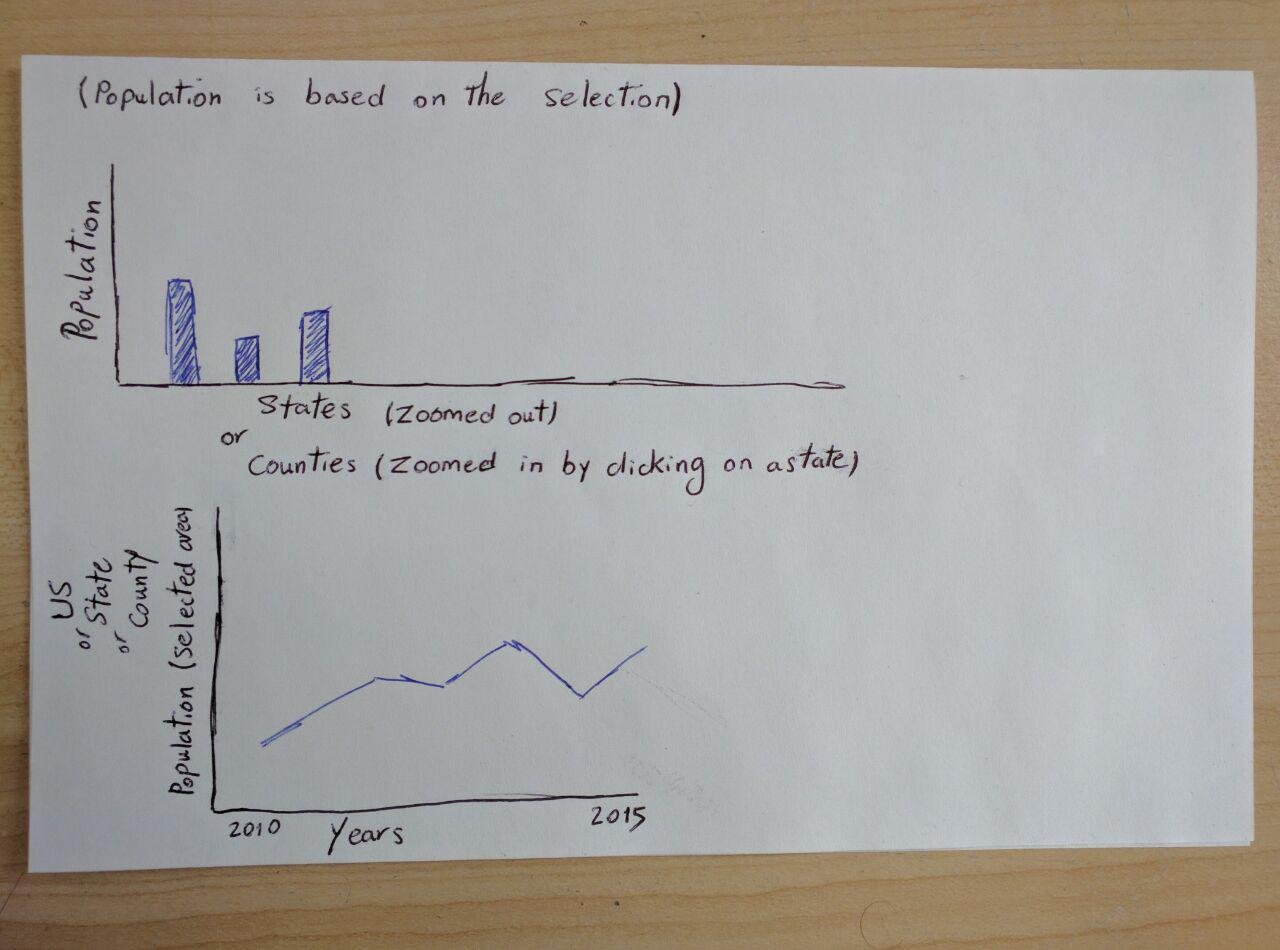 (Population is based on the selection)
Population
States (Zoomed out)
or
Counties (Zoomed in by clicking on a state)
US
or State
or County
Population (selected area)
2010
Years
2015